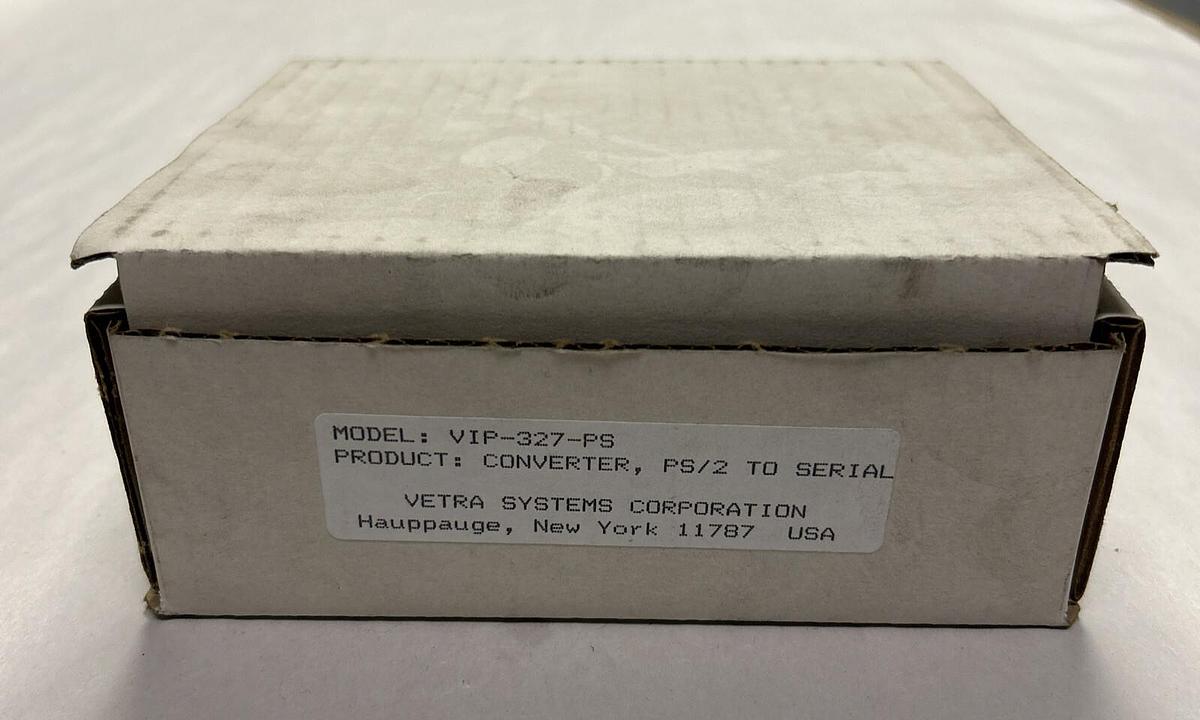 MODEL: VIP-327-PS
PRODUCT: CONVERTER, PS/2 TO SERIAL
VETRA SYSTEMS CORPORATION
Hauppauge, New York 11787 USA